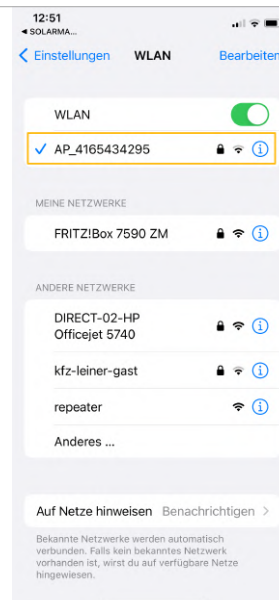 12:51
◀ SOLARMA...
Einstellungen WLAN Bearbeiten
WLAN
AP_4165434295
MEINE NETZWERKE
FRITZ!Box 7590 ZM
ANDERE NETZWERKE
DIRECT-02-HP
Officejet 5740
kfz-leiner-gast
repeater
Anderes ...
Auf Netze hinweisen Benachrichtigen
Bekannte Netzwerke werden automatisch
verbunden. Falls kein bekanntes Netzwerk
vorhanden ist, wirst du auf verfügbare Netze
hingewiesen.